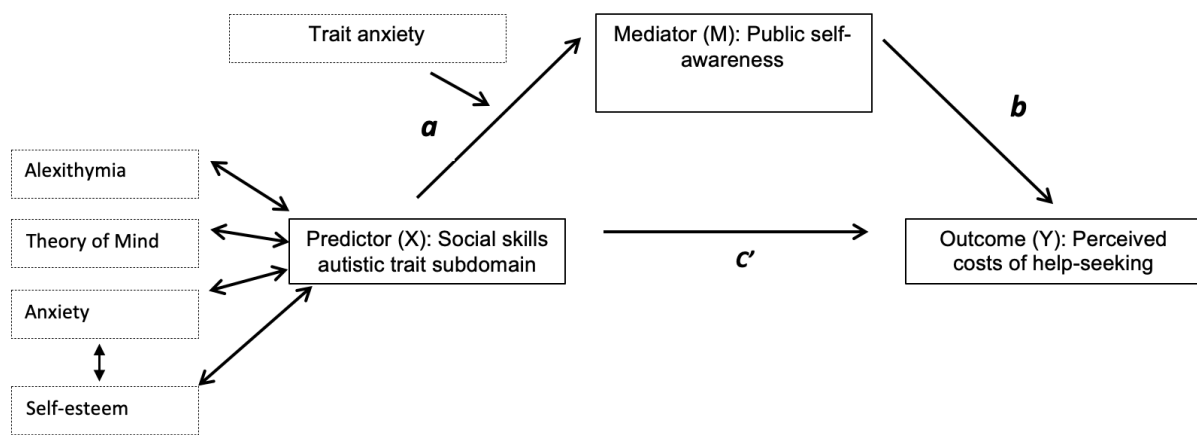 Trait anxiety
Mediator (M): Public self-
awareness
a
b
Alexithymia
Theory of Mind
Predictor (X): Social skills
autistic trait subdomain
c’
Outcome (Y): Perceived
costs of help-seeking
Anxiety
Self-esteem